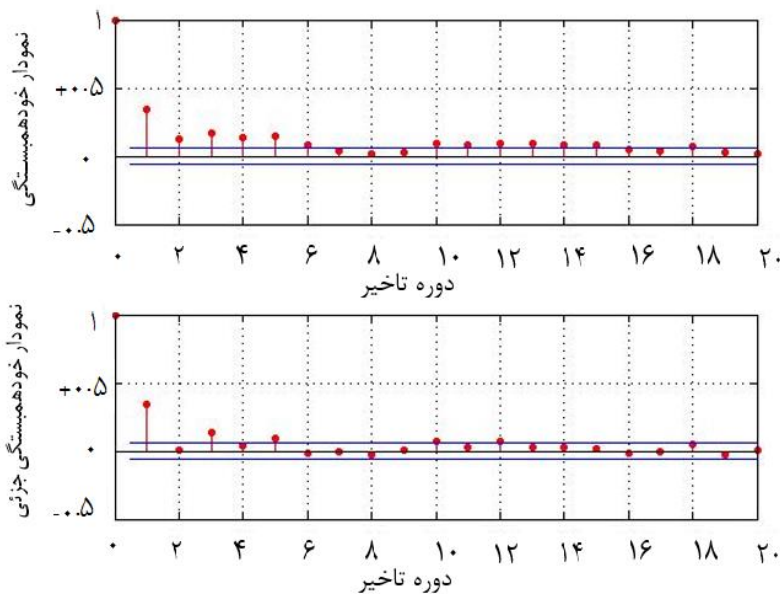 نمودار خودهمبستگی
۱
+۰.۵
۰
-۰.۵
۰ ۲ ۴ ۶ ۸ ۱۰ ۱۲ ۱۴ ۱۶ ۱۸ ۲۰
دوره تاخیر
نمودار خودهمبستگی جزئی
۱
+۰.۵
۰
-۰.۵
۰ ۲ ۴ ۶ ۸ ۱۰ ۱۲ ۱۴ ۱۶ ۱۸ ۲۰
دوره تاخیر